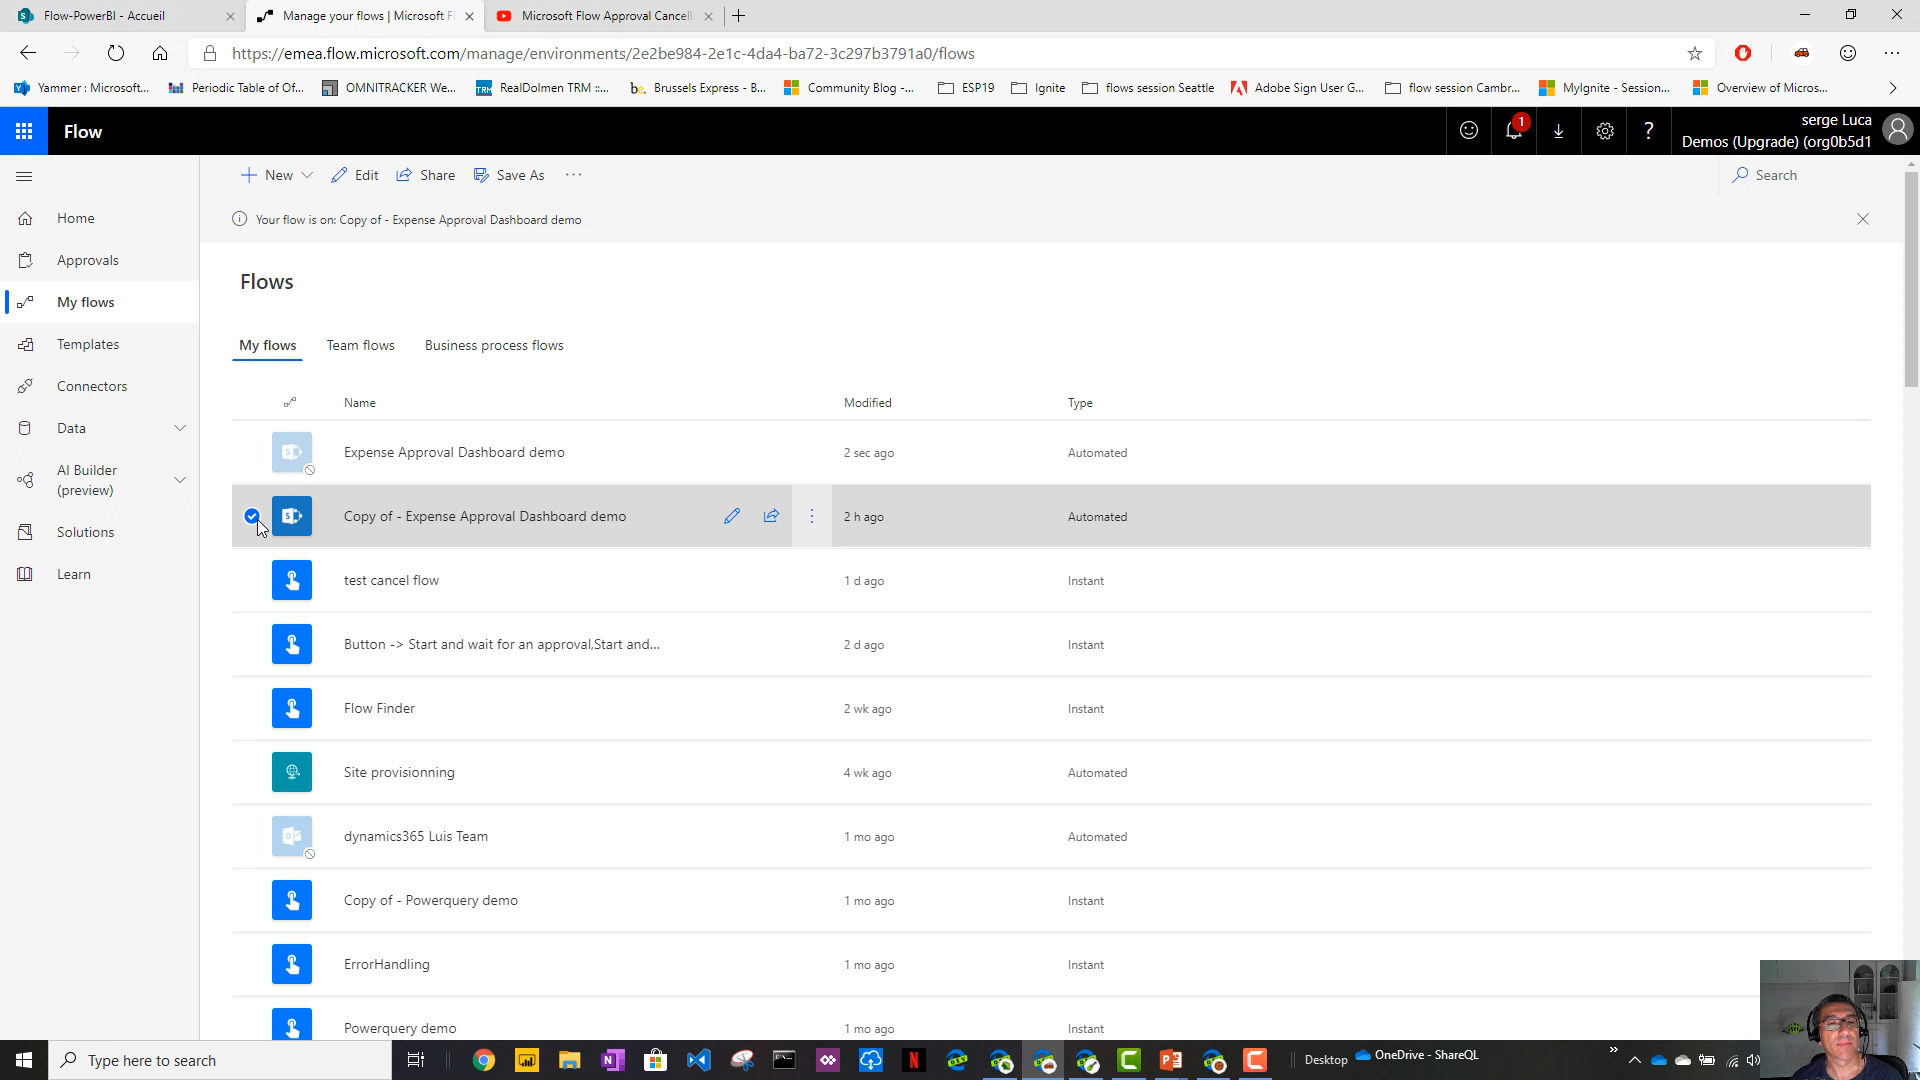 Flow-PowerBI - Accueil
Manage your flows | Microsoft Fl
Microsoft Flow Approval Cancell
https://emea.flow.microsoft.com/manage/environments/2e2be984-2e1c-4da4-ba72-3c297b3791a0/flows
Yammer : Microsoft...
Periodic Table of Of...
OMNITRACKER We...
RealDolmen TRM ::...
Brussels Express - B...
Community Blog -...
ESP19
Ignite
flows session Seattle
Adobe Sign User G...
flow session Cambr...
MyIgnite - Session...
Overview of Micros...
Flow
1
?
serge Luca
Demos (Upgrade) (org0b5d1
New
Edit
Share
Save As
Search
Your flow is on: Copy of - Expense Approval Dashboard demo
Home
Approvals
My flows
Templates
Connectors
Data
AI Builder
(preview)
Solutions
Learn
Flows
My flows
Team flows
Business process flows
Name
Modified
Type
Expense Approval Dashboard demo
2 sec ago
Automated
Copy of - Expense Approval Dashboard demo
2 h ago
Automated
test cancel flow
1 d ago
Instant
Button -> Start and wait for an approval,Start and...
2 d ago
Instant
Flow Finder
2 wk ago
Instant
Site provisionning
4 wk ago
Automated
dynamics365 Luis Team
1 mo ago
Automated
Copy of - Powerquery demo
1 mo ago
Instant
ErrorHandling
1 mo ago
Instant
Powerquery demo
1 mo ago
Instant
Type here to search
Desktop
OneDrive - ShareQL